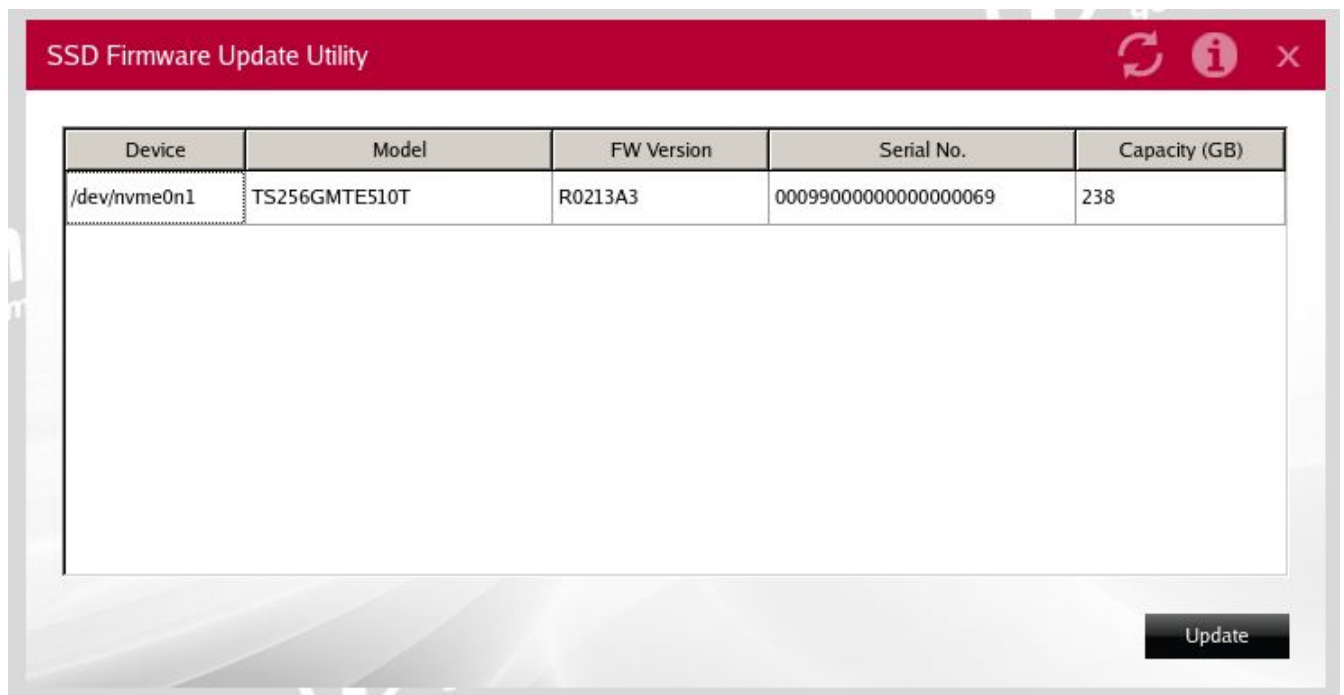 SSD Firmware Update Utility
Device Model FW Version Serial No. Capacity (GB)
/dev/nvme0n1 TS256GMTE510T R0213A3 00099000000000000069 238
Update